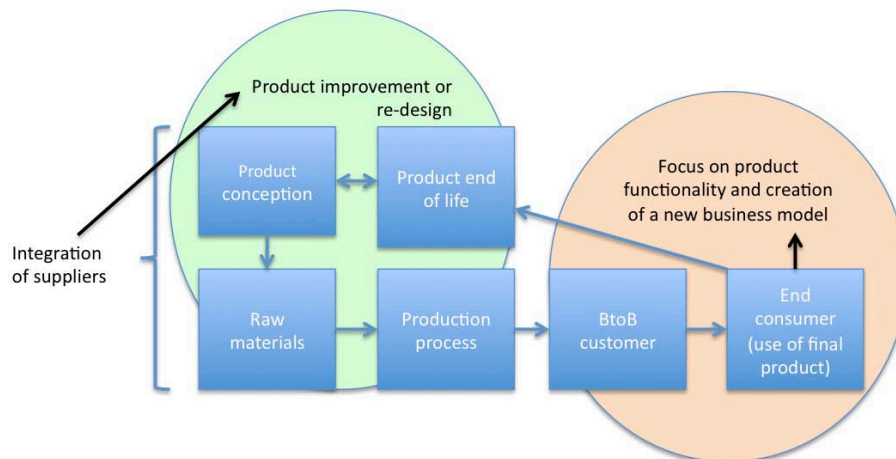 Product improvement or
re-design
Product
conception
Product end
of life
Focus on product
functionality and creation
of a new business model
Integration
of suppliers
Raw
materials
Production
process
BtoB
customer
End
consumer
(use of final
product)